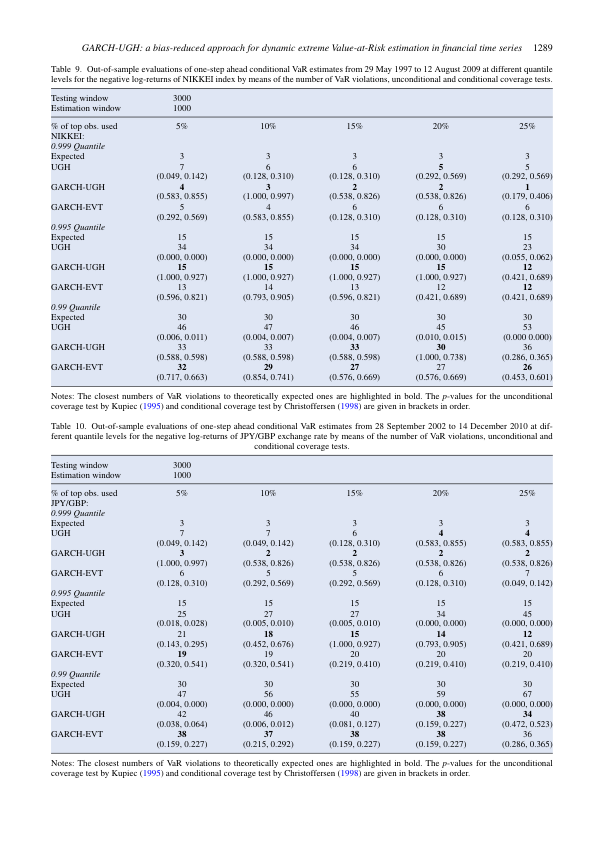 GARCH-UGH: a bias-reduced approach for dynamic extreme Value-at-Risk estimation in financial time series 1289
Table 9. Out-of-sample evaluations of one-step ahead conditional VaR estimates from 29 May 1997 to 12 August 2009 at different quantile
levels for the negative log-returns of NIKKEI index by means of the number of VaR violations, unconditional and conditional coverage tests.
Testing window 3000
Estimation window 1000
% of top obs. used 5% 10% 15% 20% 25%
NIKKEI:
0.999 Quantile
Expected 3 3 3 3 3
UGH 7 6 6 5 5
(0.049, 0.142) (0.128, 0.310) (0.128, 0.310) (0.292, 0.569) (0.292, 0.569)
GARCH-UGH 4 3 2 2 1
(0.583, 0.855) (1.000, 0.997) (0.538, 0.826) (0.538, 0.826) (0.179, 0.406)
GARCH-EVT 5 4 6 6 6
(0.292, 0.569) (0.583, 0.855) (0.128, 0.310) (0.128, 0.310) (0.128, 0.310)
0.995 Quantile
Expected 15 15 15 15 15
UGH 34 34 34 30 23
(0.000, 0.000) (0.000, 0.000) (0.000, 0.000) (0.000, 0.000) (0.055, 0.062)
GARCH-UGH 15 15 15 15 12
(1.000, 0.927) (1.000, 0.927) (1.000, 0.927) (1.000, 0.927) (0.421, 0.689)
GARCH-EVT 13 14 13 12 12
(0.596, 0.821) (0.793, 0.905) (0.596, 0.821) (0.421, 0.689) (0.421, 0.689)
0.99 Quantile
Expected 30 30 30 30 30
UGH 46 47 46 45 53
(0.006, 0.011) (0.004, 0.007) (0.004, 0.007) (0.010, 0.015) (0.000 0.000)
GARCH-UGH 33 33 33 30 36
(0.588, 0.598) (0.588, 0.598) (0.588, 0.598) (1.000, 0.738) (0.286, 0.365)
GARCH-EVT 32 29 27 27 26
(0.717, 0.663) (0.854, 0.741) (0.576, 0.669) (0.576, 0.669) (0.453, 0.601)
Notes: The closest numbers of VaR violations to theoretically expected ones are highlighted in bold. The p-values for the unconditional
coverage test by Kupiec (1995) and conditional coverage test by Christoffersen (1998) are given in brackets in order.
Table 10. Out-of-sample evaluations of one-step ahead conditional VaR estimates from 28 September 2002 to 14 December 2010 at dif-
ferent quantile levels for the negative log-returns of JPY/GBP exchange rate by means of the number of VaR violations, unconditional and
conditional coverage tests.
Testing window 3000
Estimation window 1000
% of top obs. used 5% 10% 15% 20% 25%
JPY/GBP:
0.999 Quantile
Expected 3 3 3 3 3
UGH 7 7 6 4 4
(0.049, 0.142) (0.049, 0.142) (0.128, 0.310) (0.583, 0.855) (0.583, 0.855)
GARCH-UGH 3 2 2 2 2
(1.000, 0.997) (0.538, 0.826) (0.538, 0.826) (0.538, 0.826) (0.538, 0.826)
GARCH-EVT 6 5 5 6 7
(0.128, 0.310) (0.292, 0.569) (0.292, 0.569) (0.128, 0.310) (0.049, 0.142)
0.995 Quantile
Expected 15 15 15 15 15
UGH 25 27 27 34 45
(0.018, 0.028) (0.005, 0.010) (0.005, 0.010) (0.000, 0.000) (0.000, 0.000)
GARCH-UGH 21 18 15 14 12
(0.143, 0.295) (0.452, 0.676) (1.000, 0.927) (0.793, 0.905) (0.421, 0.689)
GARCH-EVT 19 19 20 20 20
(0.320, 0.541) (0.320, 0.541) (0.219, 0.410) (0.219, 0.410) (0.219, 0.410)
0.99 Quantile
Expected 30 30 30 30 30
UGH 47 56 55 59 67
(0.004, 0.000) (0.000, 0.000) (0.000, 0.000) (0.000, 0.000) (0.000, 0.000)
GARCH-UGH 42 46 40 38 34
(0.038, 0.064) (0.006, 0.012) (0.081, 0.127) (0.159, 0.227) (0.472, 0.523)
GARCH-EVT 38 37 38 38 36
(0.159, 0.227) (0.215, 0.292) (0.159, 0.227) (0.159, 0.227) (0.286, 0.365)
Notes: The closest numbers of VaR violations to theoretically expected ones are highlighted in bold. The p-values for the unconditional
coverage test by Kupiec (1995) and conditional coverage test by Christoffersen (1998) are given in brackets in order.